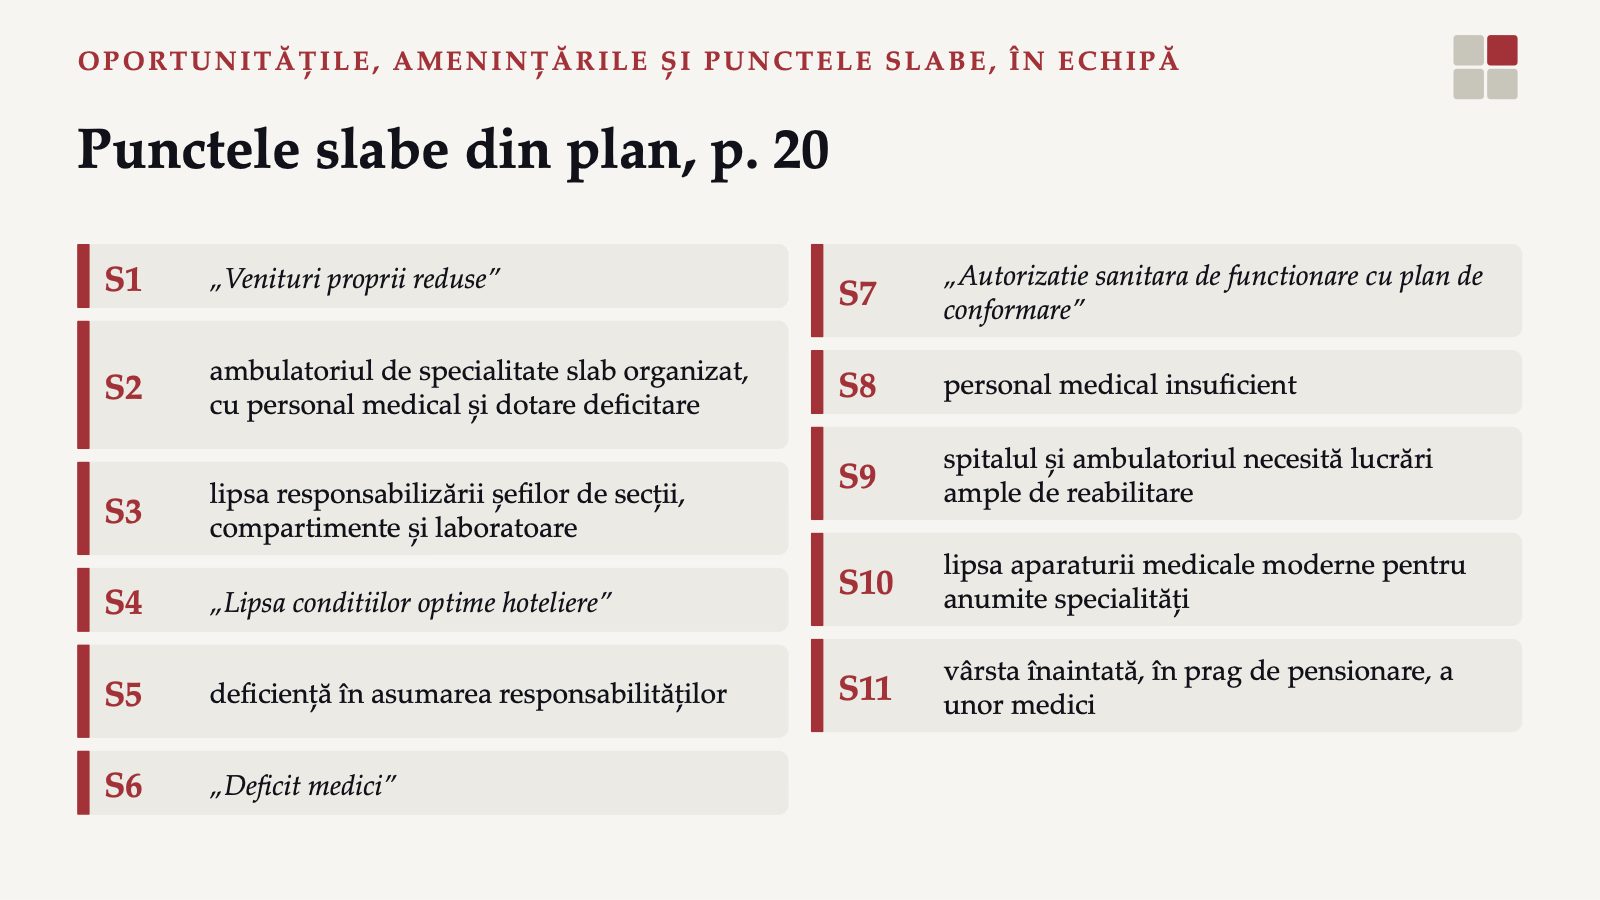 OPORTUNITĂȚILE, AMENINȚĂRILE ȘI PUNCTELE SLABE, ÎN ECHIPĂ
Punctele slabe din plan, p. 20
S1
„Venituri proprii reduse”
S2
ambulatoriul de specialitate slab organizat,
cu personal medical și dotare deficitare
S3
lipsa responsabilizării șefilor de secții,
compartimente și laboratoare
S4
„Lipsa conditiilor optime hoteliere”
S5
deficiență în asumarea responsabilităților
S6
„Deficit medici”
S7
„Autorizatie sanitara de functionare cu plan de
conformare”
S8
personal medical insuficient
S9
spitalul și ambulatoriul necesită lucrări
ample de reabilitare
S10
lipsa aparaturii medicale moderne pentru
anumite specialități
S11
vârsta înaintată, în prag de pensionare, a
unor medici